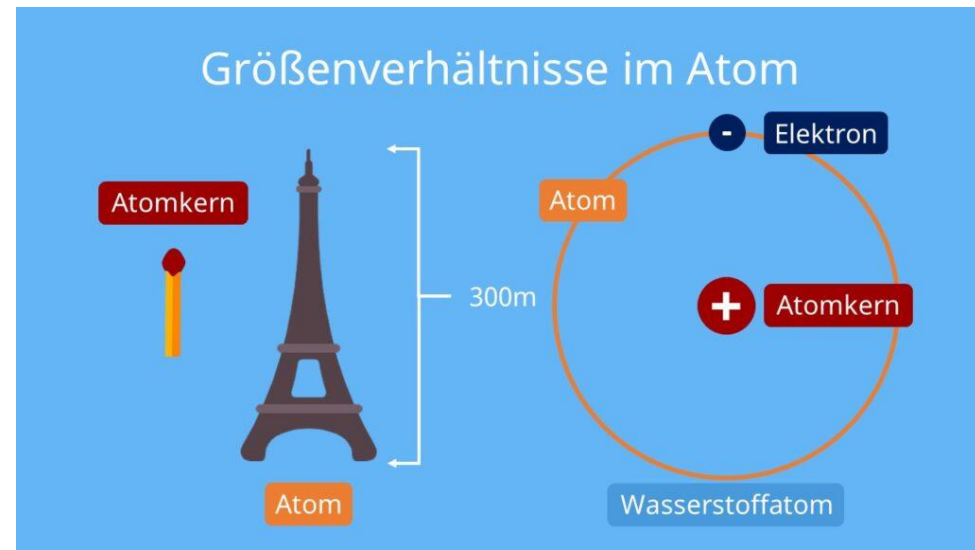 Größenverhältnisse im Atom
Atomkern
300m
Atom
-
Elektron
Atom
+
Atomkern
Wasserstoffatom